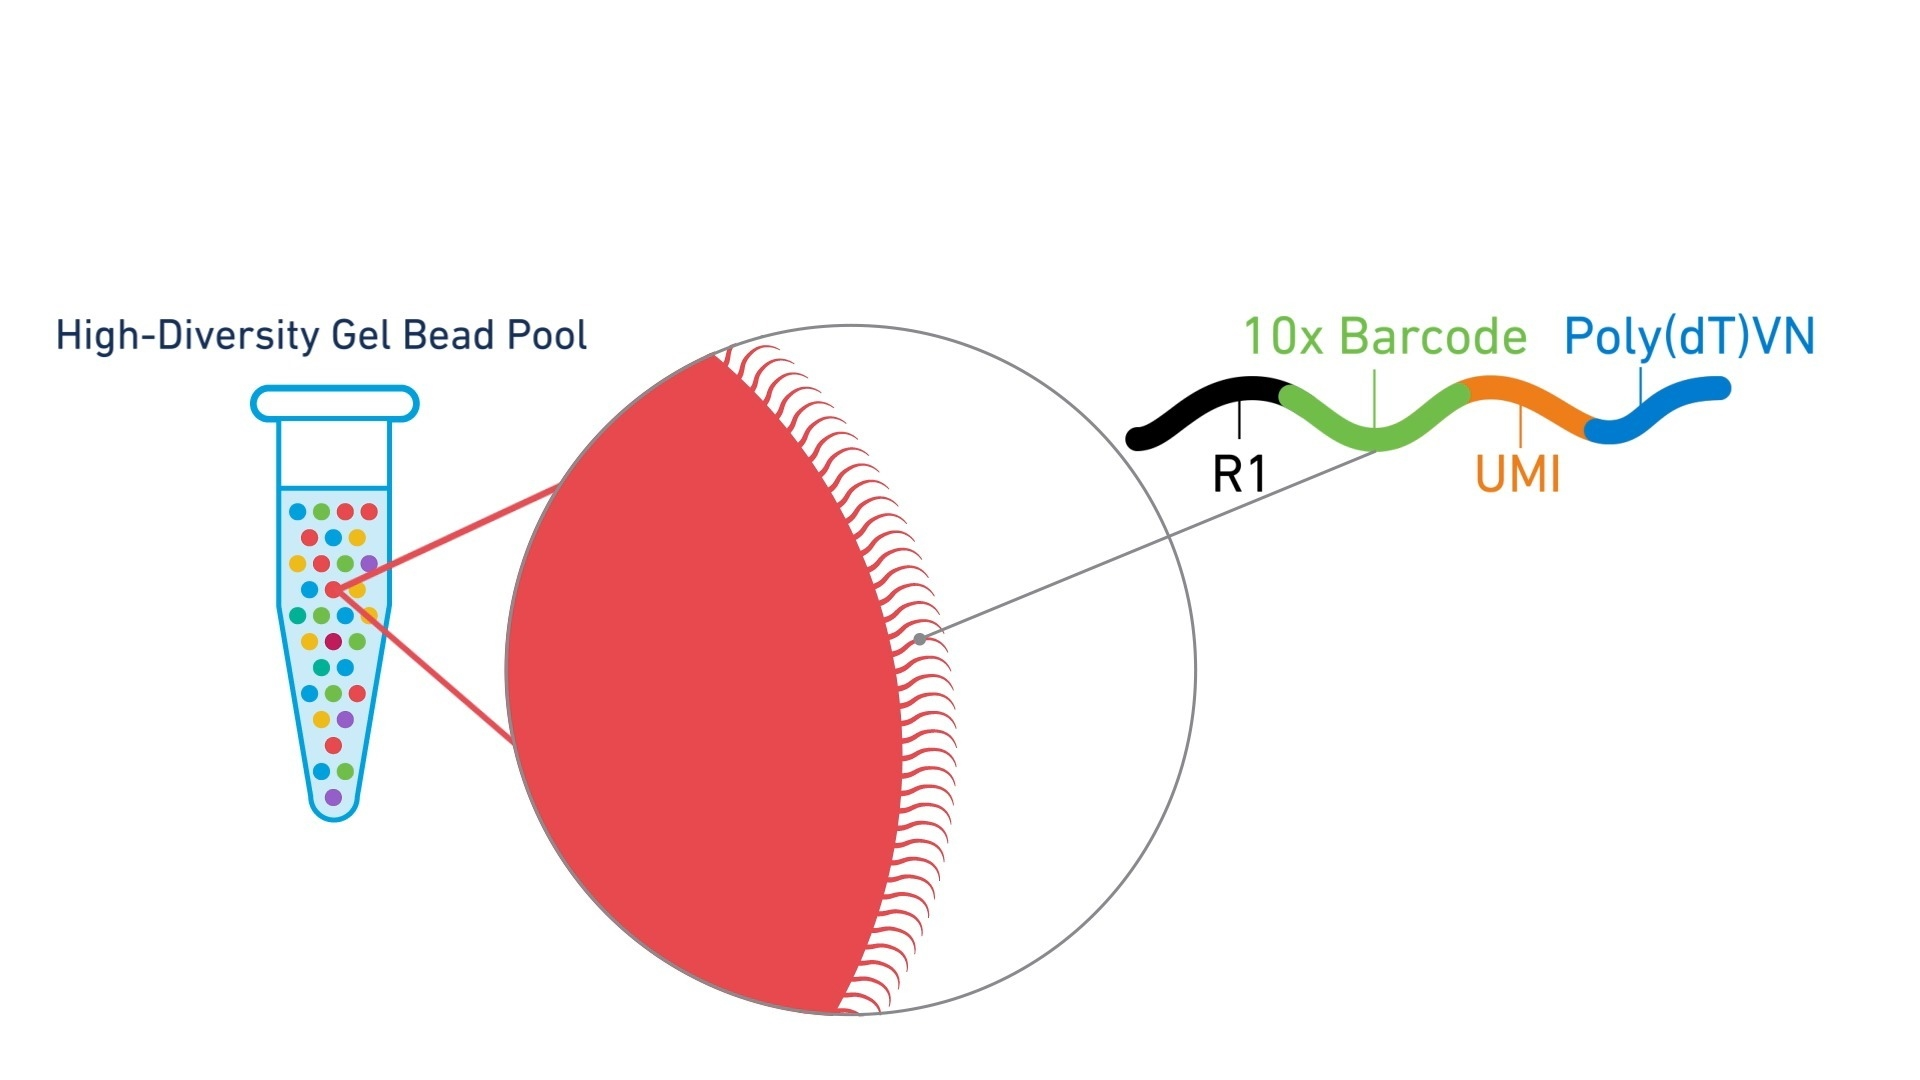 High-Diversity Gel Bead Pool
10x Barcode
Poly(dT)VN
R1
UMI